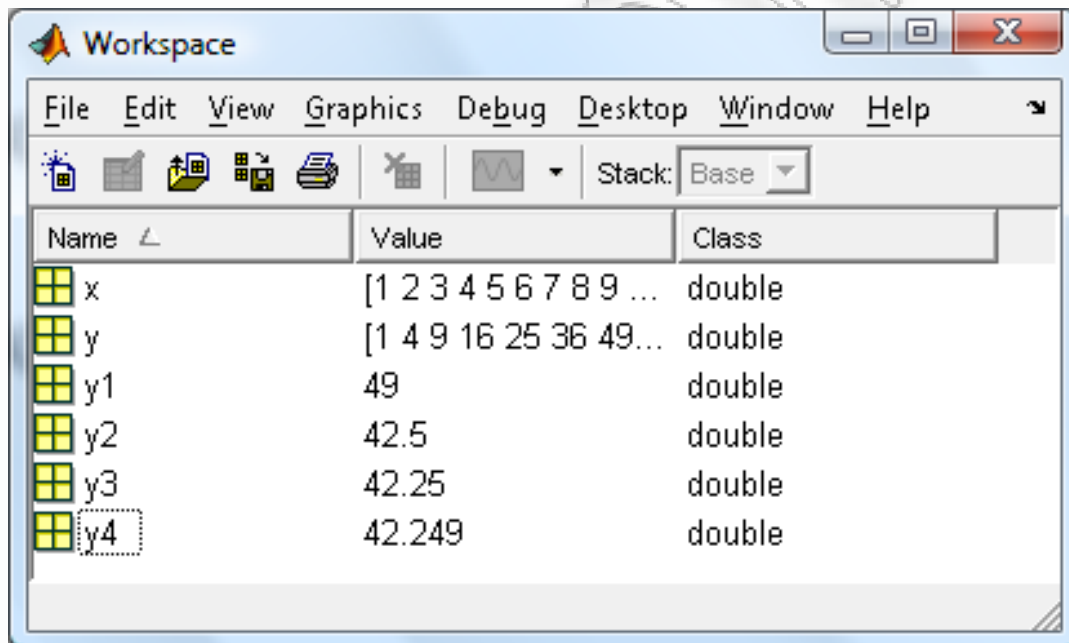 Workspace
File Edit View Graphics Debug Desktop Window Help
Stack: Base
Name Value Class
x [1 2 3 4 5 6 7 8 9 ... double
y [1 4 9 16 25 36 49... double
y1 49 double
y2 42.5 double
y3 42.25 double
y4 42.249 double